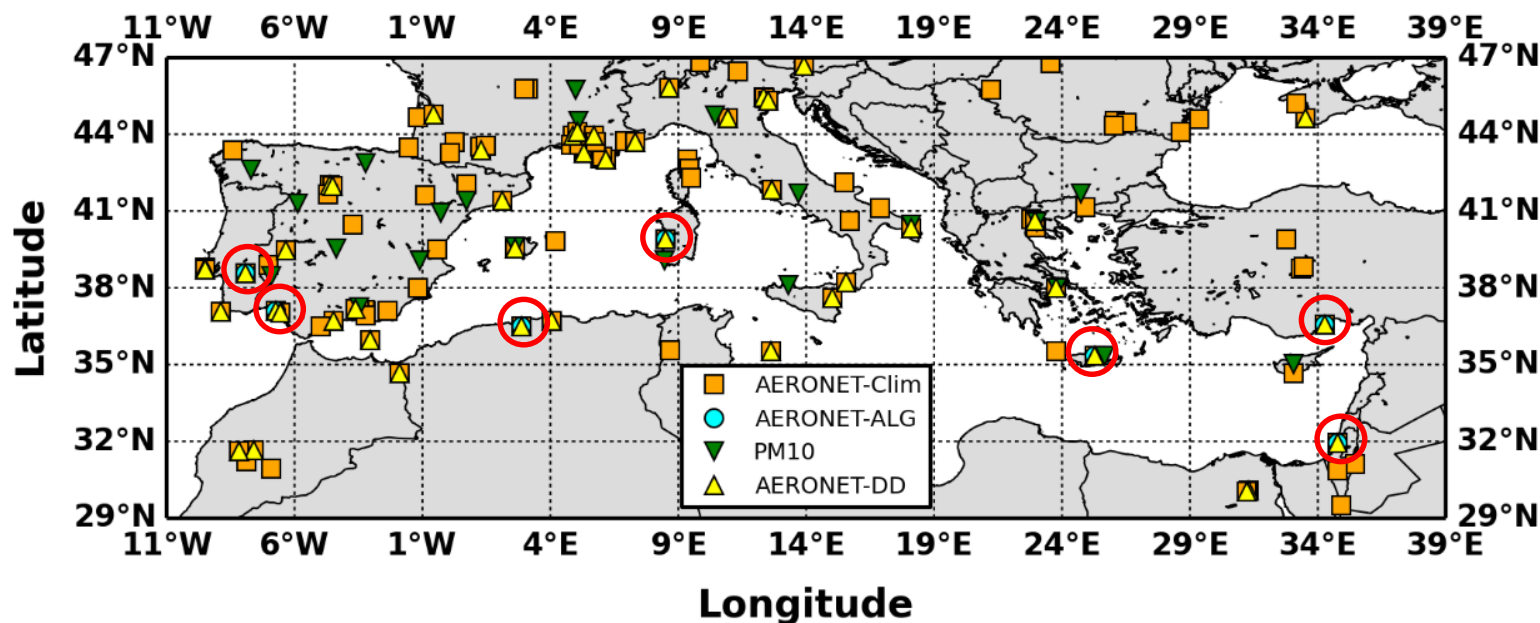 11°W 6°W 1°W 4°E 9°E 14°E 19°E 24°E 29°E 34°E 39°E
47°N 47°N
44°N 44°N
41°N 41°N
38°N 38°N
35°N 35°N
32°N 32°N
29°N 29°N
Latitude
AERONET-Clim
AERONET-ALG
PM10
AERONET-DD
11°W 6°W 1°W 4°E 9°E 14°E 19°E 24°E 29°E 34°E 39°E
Longitude